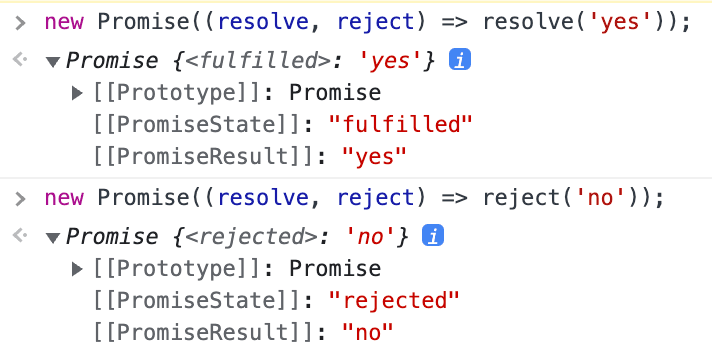 > new Promise((resolve, reject) => resolve('yes'));
<· ▼Promise {<fulfilled>: 'yes'} i
▶[[Prototype]]: Promise
[[PromiseState]]: "fulfilled"
[[PromiseResult]]: "yes"
> new Promise((resolve, reject) => reject('no'));
<· ▼Promise {<rejected>: 'no'} i
▶[[Prototype]]: Promise
[[PromiseState]]: "rejected"
[[PromiseResult]]: "no"